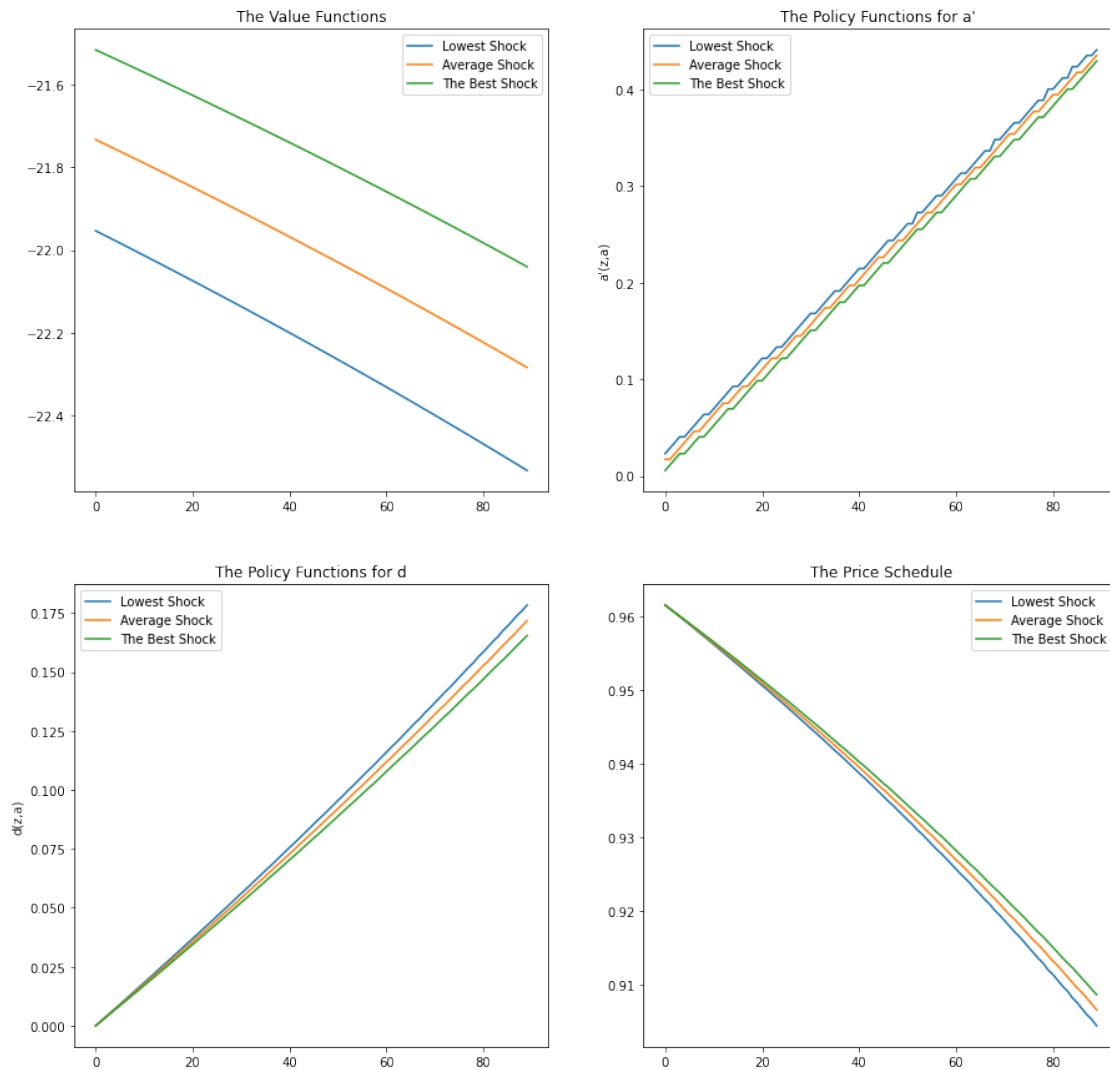 The Value Functions
Lowest Shock
Average Shock
The Best Shock
−21.6
−21.8
−22.0
−22.2
−22.4
0
20
40
60
80
The Policy Functions for a'
Lowest Shock
Average Shock
The Best Shock
a'(z,a)
0.4
0.3
0.2
0.1
0.0
0
20
40
60
80
The Policy Functions for d
Lowest Shock
Average Shock
The Best Shock
d(z,a)
0.175
0.150
0.125
0.100
0.075
0.050
0.025
0.000
0
20
40
60
80
The Price Schedule
Lowest Shock
Average Shock
The Best Shock
0.96
0.95
0.94
0.93
0.92
0.91
0
20
40
60
80